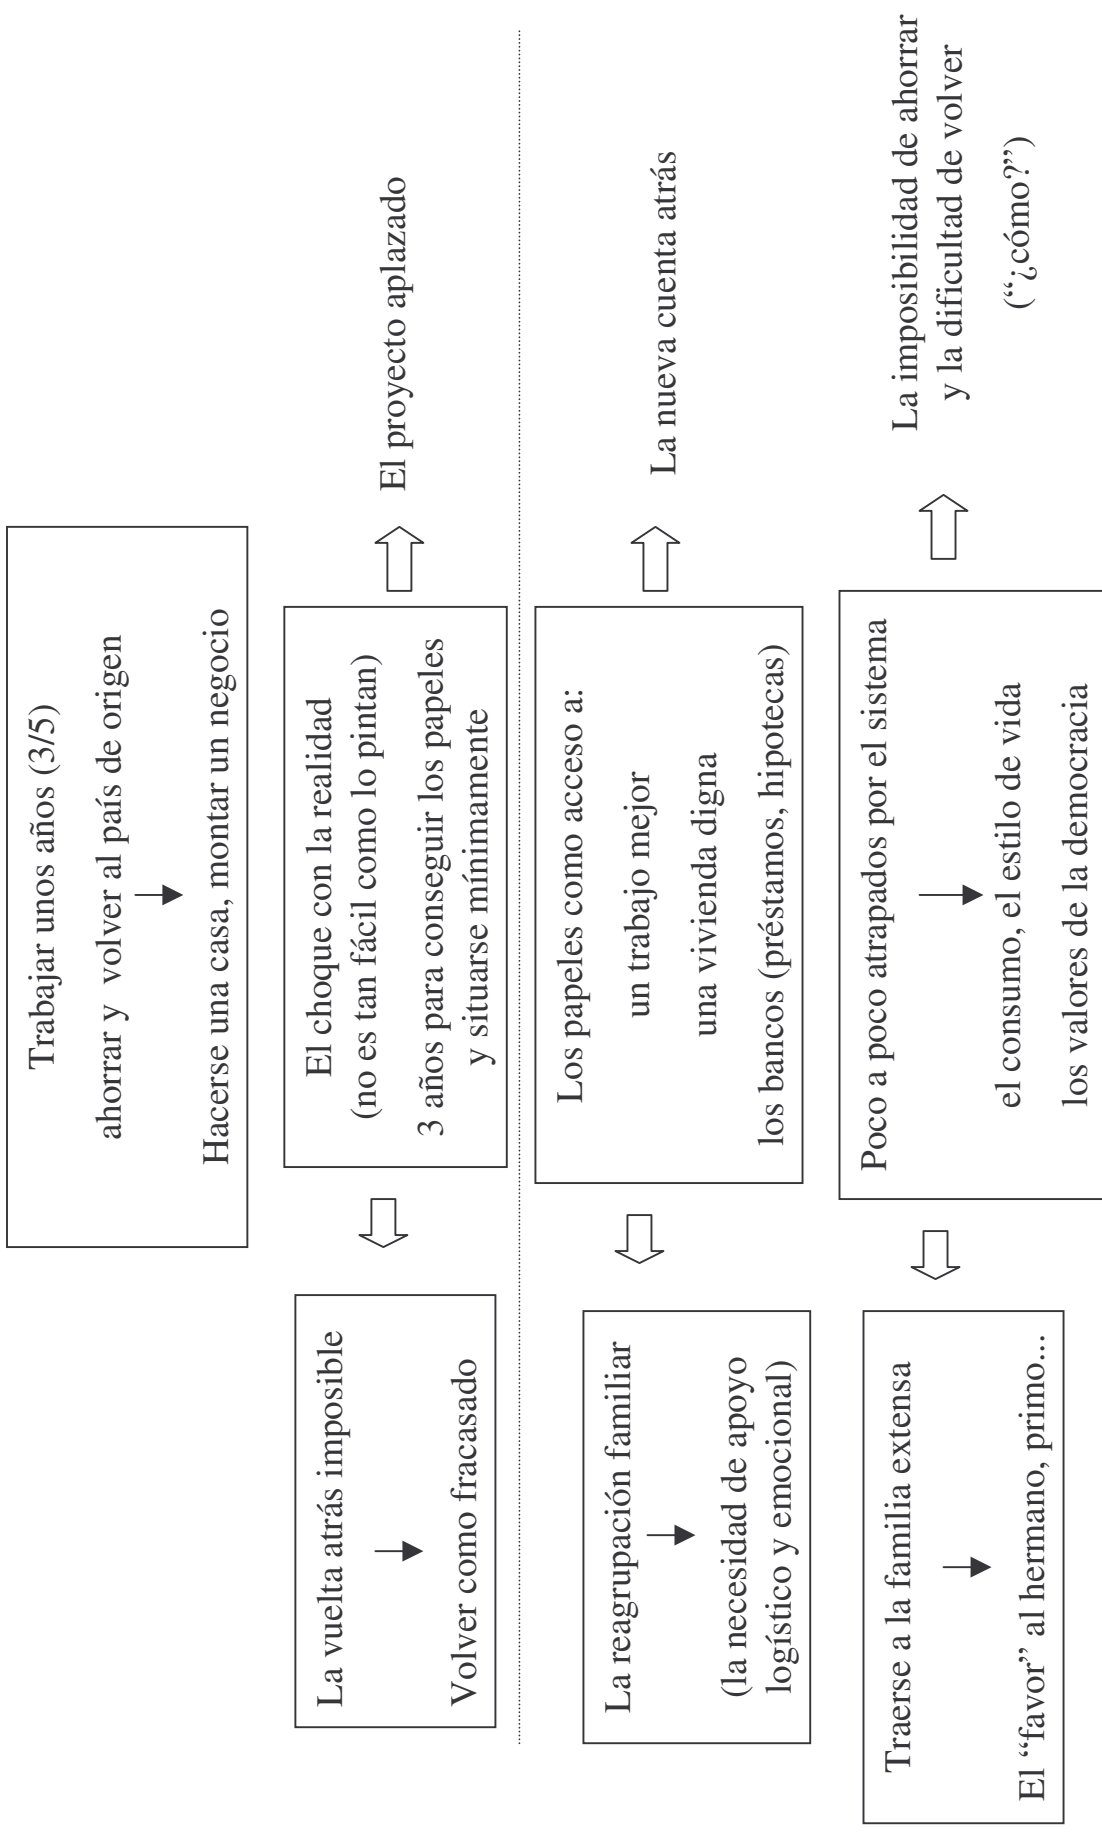 Trabajar unos años (3/5)
ahorrar y volver al país de origen
Hacerse una casa, montar un negocio
La vuelta atrás imposible
Volver como fracasado
El choque con la realidad
(no es tan fácil como lo pintan)
3 años para conseguir los papeles
y situarse mínimamente
El proyecto aplazado
La reagrupación familiar
(la necesidad de apoyo
logístico y emocional)
Los papeles como acceso a:
un trabajo mejor
una vivienda digna
los bancos (préstamos, hipotecas)
La nueva cuenta atrás
Traerse a la familia extensa
El “favor” al hermano, primo...
Poco a poco atrapados por el sistema
el consumo, el estilo de vida
los valores de la democracia
La imposibilidad de ahorrar
y la dificultad de volver
(“¿cómo?”)